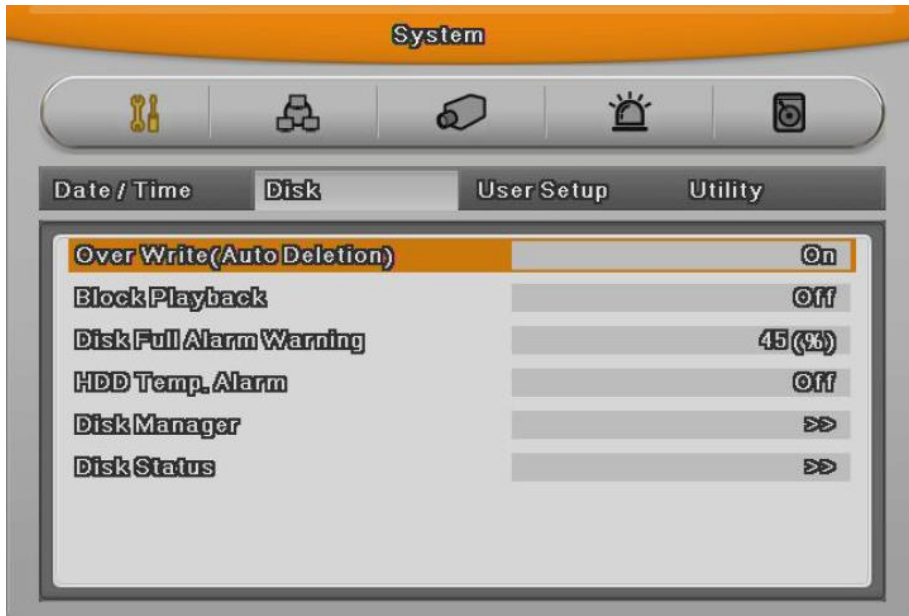 System
Date / Time Disk User Setup Utility
Over Write(Auto Deletion) On
Block Playback Off
Disk Full Alarm Warning 45(%)
HDD Temp. Alarm Off
Disk Manager >>
Disk Status >>